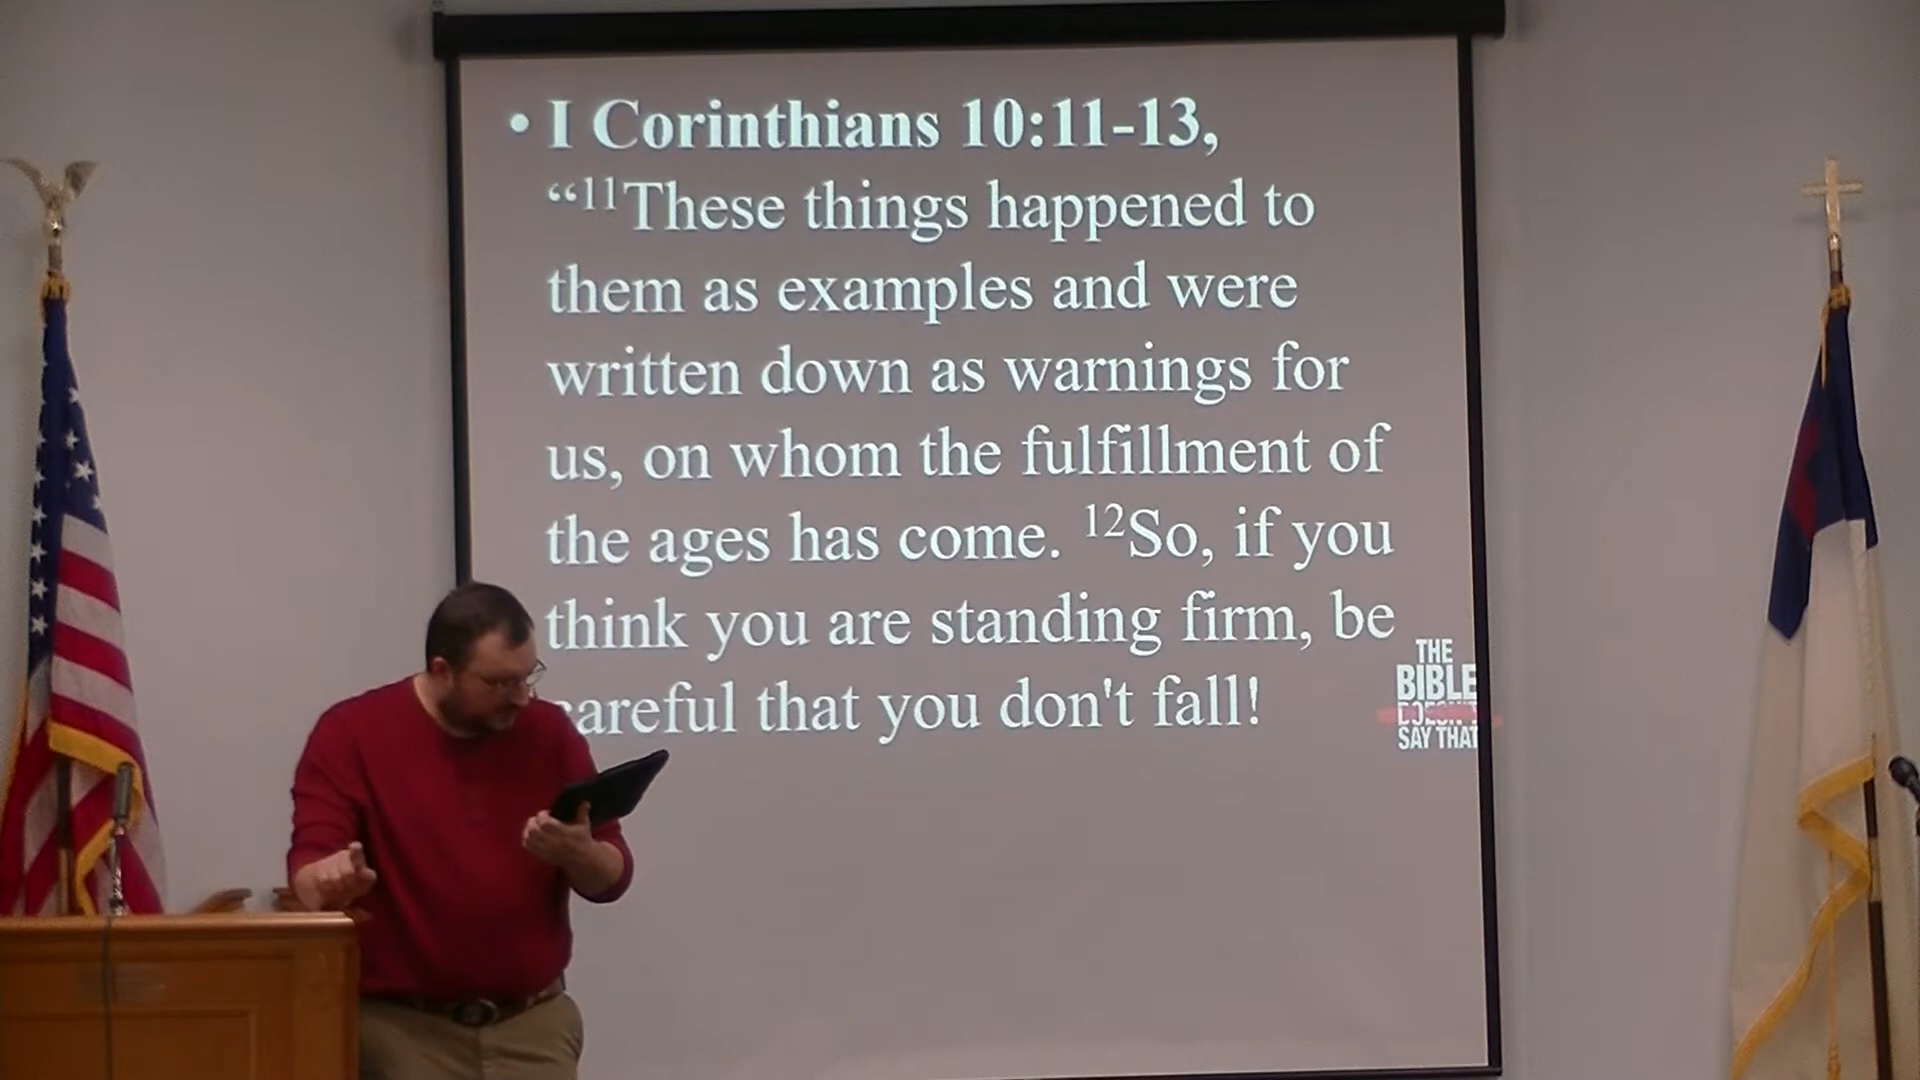 • I Corinthians 10:11-13,
“¹¹These things happened to
them as examples and were
written down as warnings for
us, on whom the fulfillment of
the ages has come. ¹²So, if you
think you are standing firm, be
careful that you don't fall!
THE
BIBLE
DOESN'T
SAY THAT